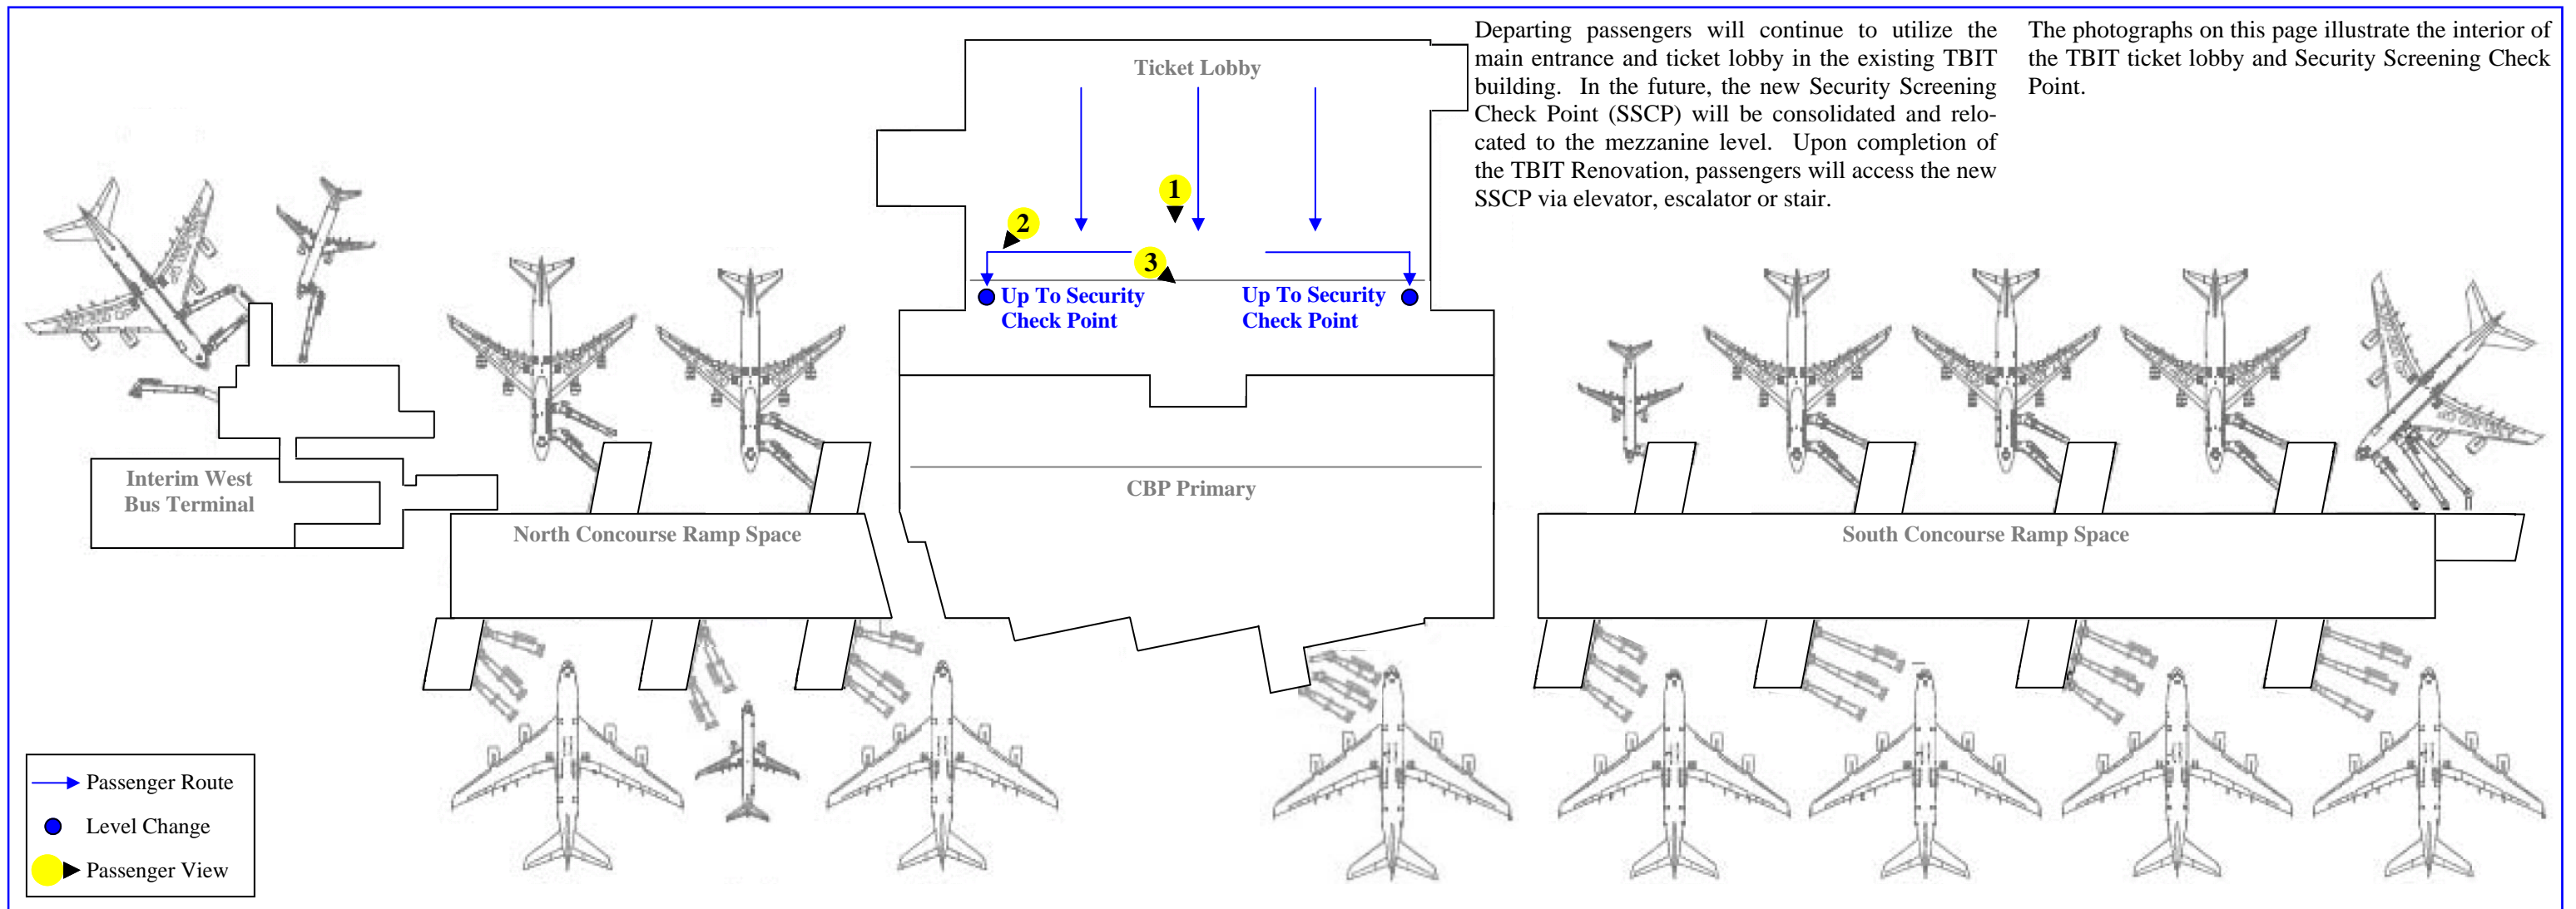 Departing passengers will continue to utilize the
main entrance and ticket lobby in the existing TBIT
building. In the future, the new Security Screening
Check Point (SSCP) will be consolidated and relo-
cated to the mezzanine level. Upon completion of
the TBIT Renovation, passengers will access the new
SSCP via elevator, escalator or stair.
The photographs on this page illustrate the interior of
the TBIT ticket lobby and Security Screening Check
Point.
Ticket Lobby
1
2
3
Up To Security
Check Point
Up To Security
Check Point
Interim West
Bus Terminal
CBP Primary
North Concourse Ramp Space
South Concourse Ramp Space
Passenger Route
Level Change
Passenger View